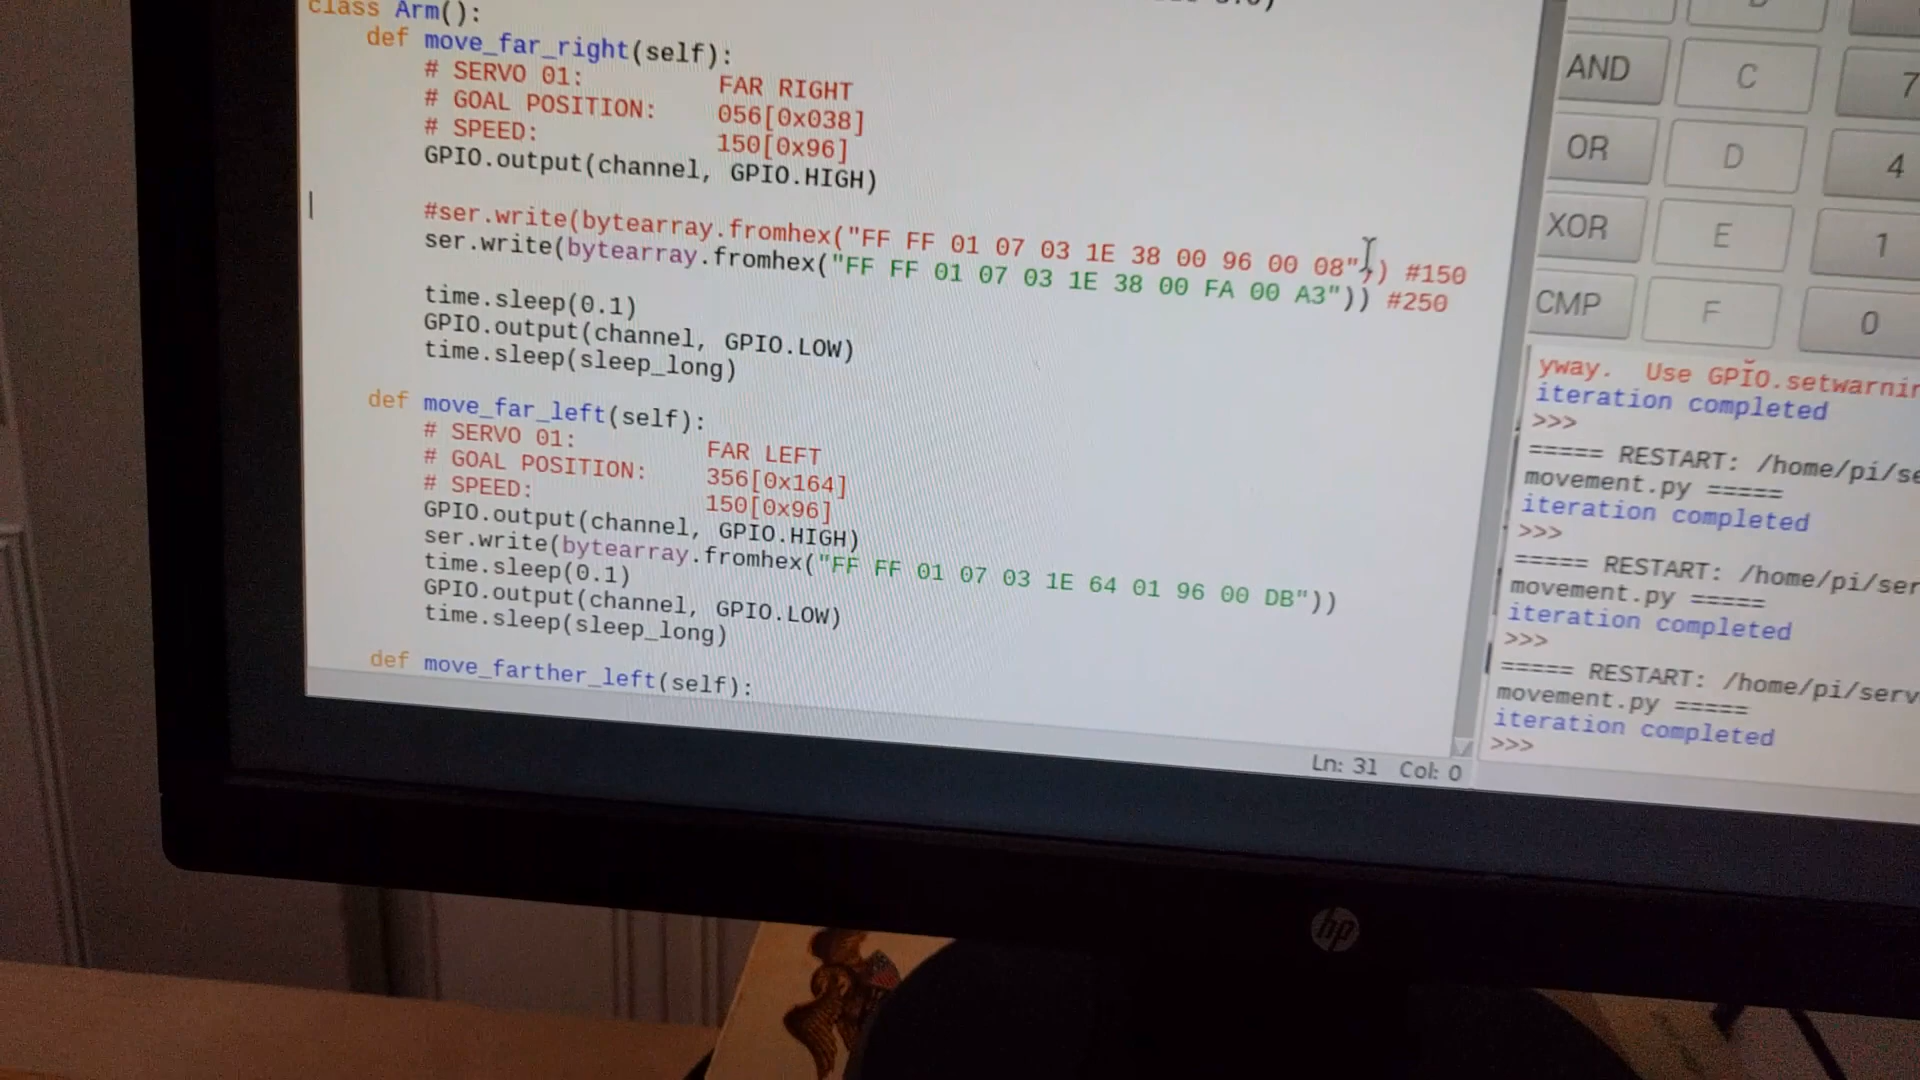 class Arm():
def move_far_right(self):
# SERVO 01: FAR RIGHT
# GOAL POSITION: 056[0x038]
# SPEED: 150[0x96]
GPIO.output(channel, GPIO.HIGH)
#ser.write(bytearray.fromhex("FF FF 01 07 03 1E 38 00 96 00 08")) #150
ser.write(bytearray.fromhex("FF FF 01 07 03 1E 38 00 FA 00 A3")) #250
time.sleep(0.1)
GPIO.output(channel, GPIO.LOW)
time.sleep(sleep_long)
def move_far_left(self):
# SERVO 01: FAR LEFT
# GOAL POSITION: 356[0x164]
# SPEED: 150[0x96]
GPIO.output(channel, GPIO.HIGH)
ser.write(bytearray.fromhex("FF FF 01 07 03 1E 64 01 96 00 DB"))
time.sleep(0.1)
GPIO.output(channel, GPIO.LOW)
time.sleep(sleep_long)
def move_farther_left(self):
Ln: 31 Col: 0
AND C 7
OR D 4
XOR E 1
CMP F 0
yway. Use GPIO.setwarnin
iteration completed
>>>
===== RESTART: /home/pi/se
movement.py =====
iteration completed
>>>
===== RESTART: /home/pi/ser
movement.py =====
iteration completed
>>>
===== RESTART: /home/pi/serv
movement.py =====
iteration completed
>>>
hp